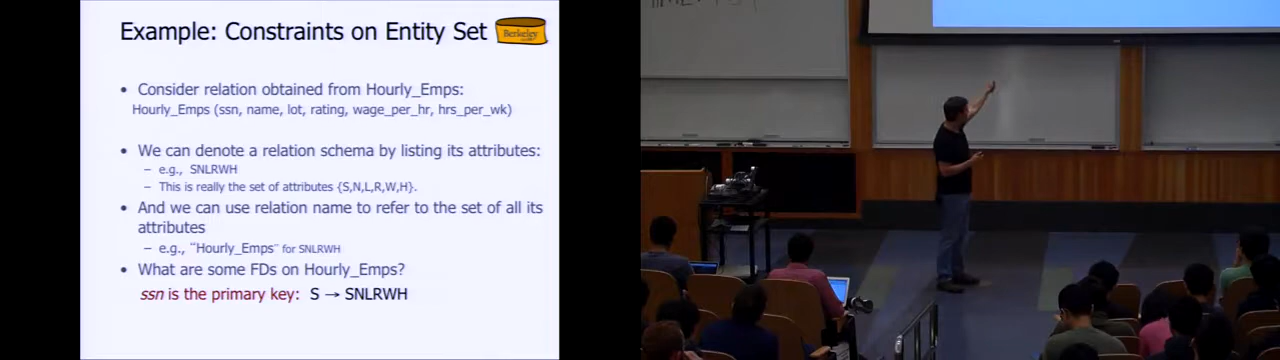 Example: Constraints on Entity Set
Berkeley
• Consider relation obtained from Hourly_Emps:
Hourly_Emps (ssn, name, lot, rating, wage_per_hr, hrs_per_wk)
• We can denote a relation schema by listing its attributes:
– e.g., SNLRWH
– This is really the set of attributes {S,N,L,R,W,H}.
• And we can use relation name to refer to the set of all its
attributes
– e.g., "Hourly_Emps" for SNLRWH
• What are some FDs on Hourly_Emps?
ssn is the primary key: S → SNLRWH